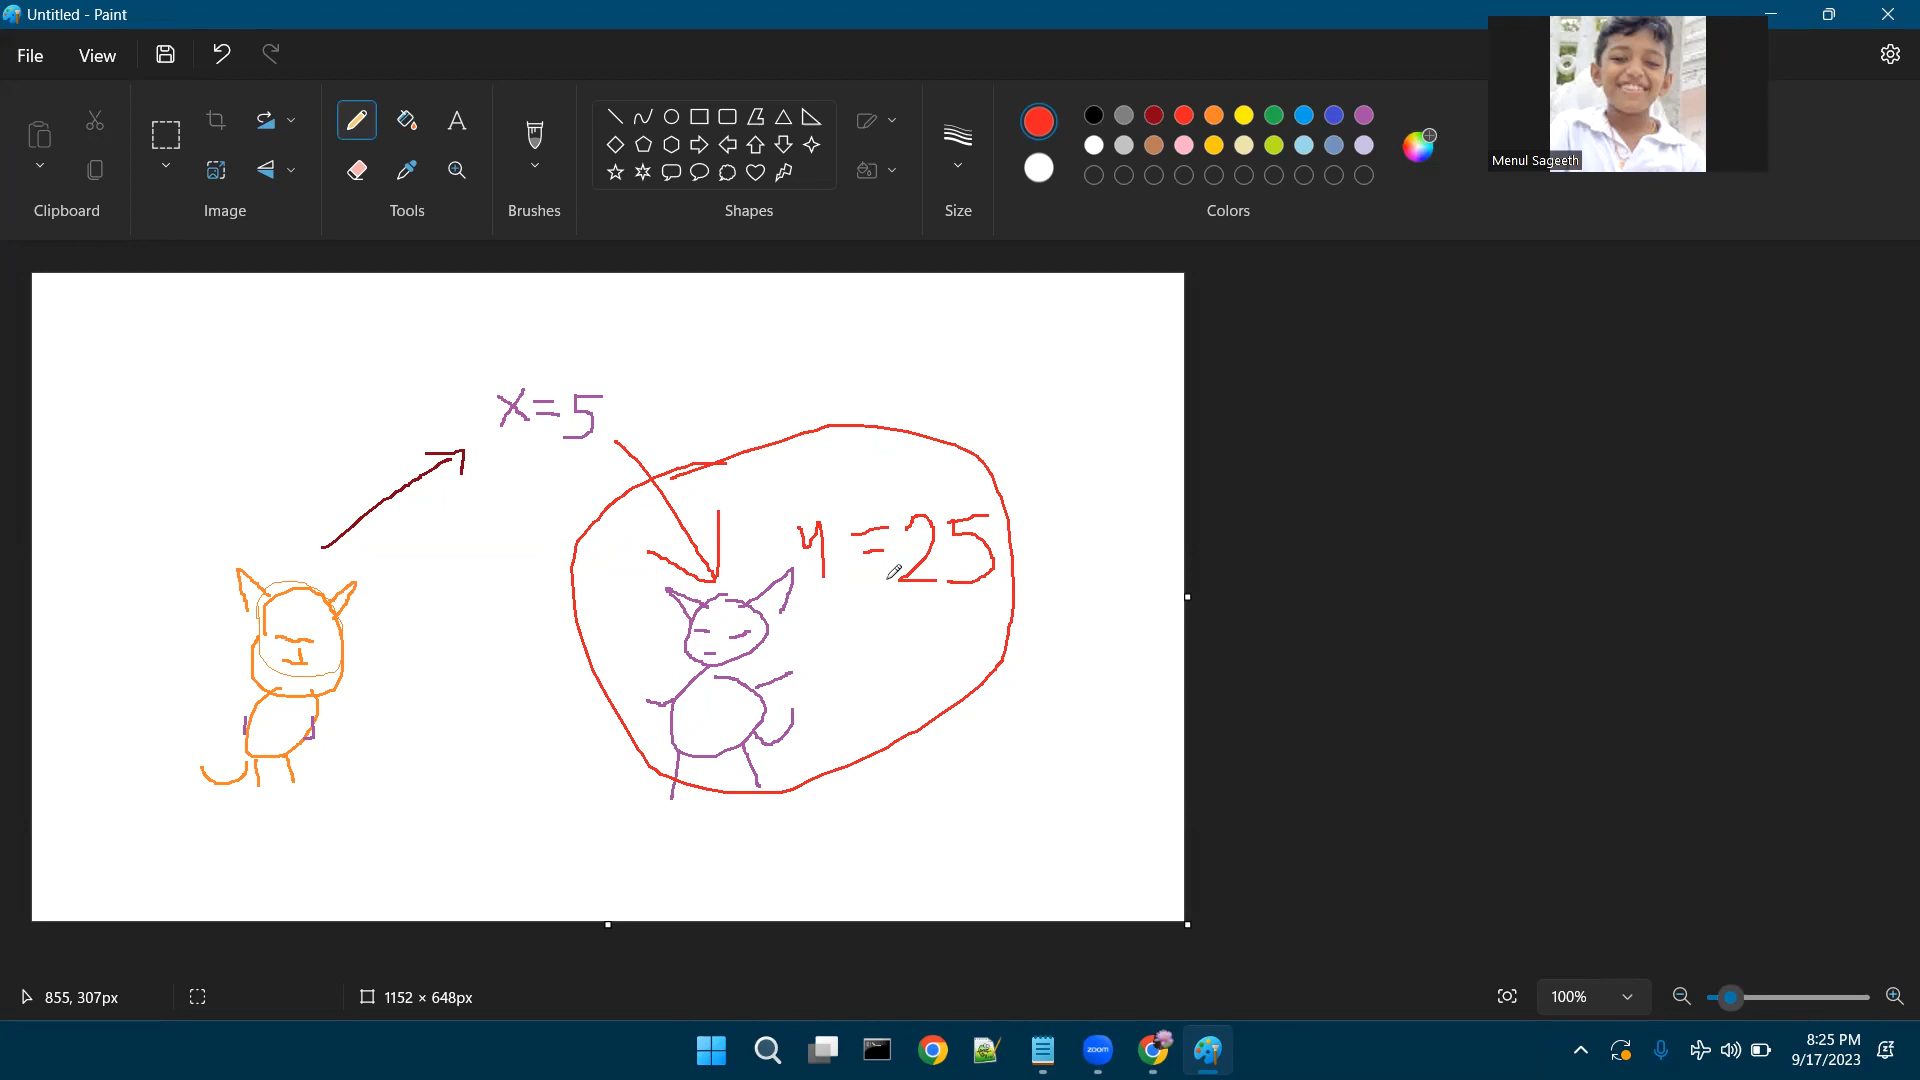 Untitled - Paint
File View
Menul Sageeth
Clipboard Image Tools Brushes Shapes Size Colors
x=5
y=25
855, 307px 1152 × 648px 100%
zoom
8:25 PM
9/17/2023